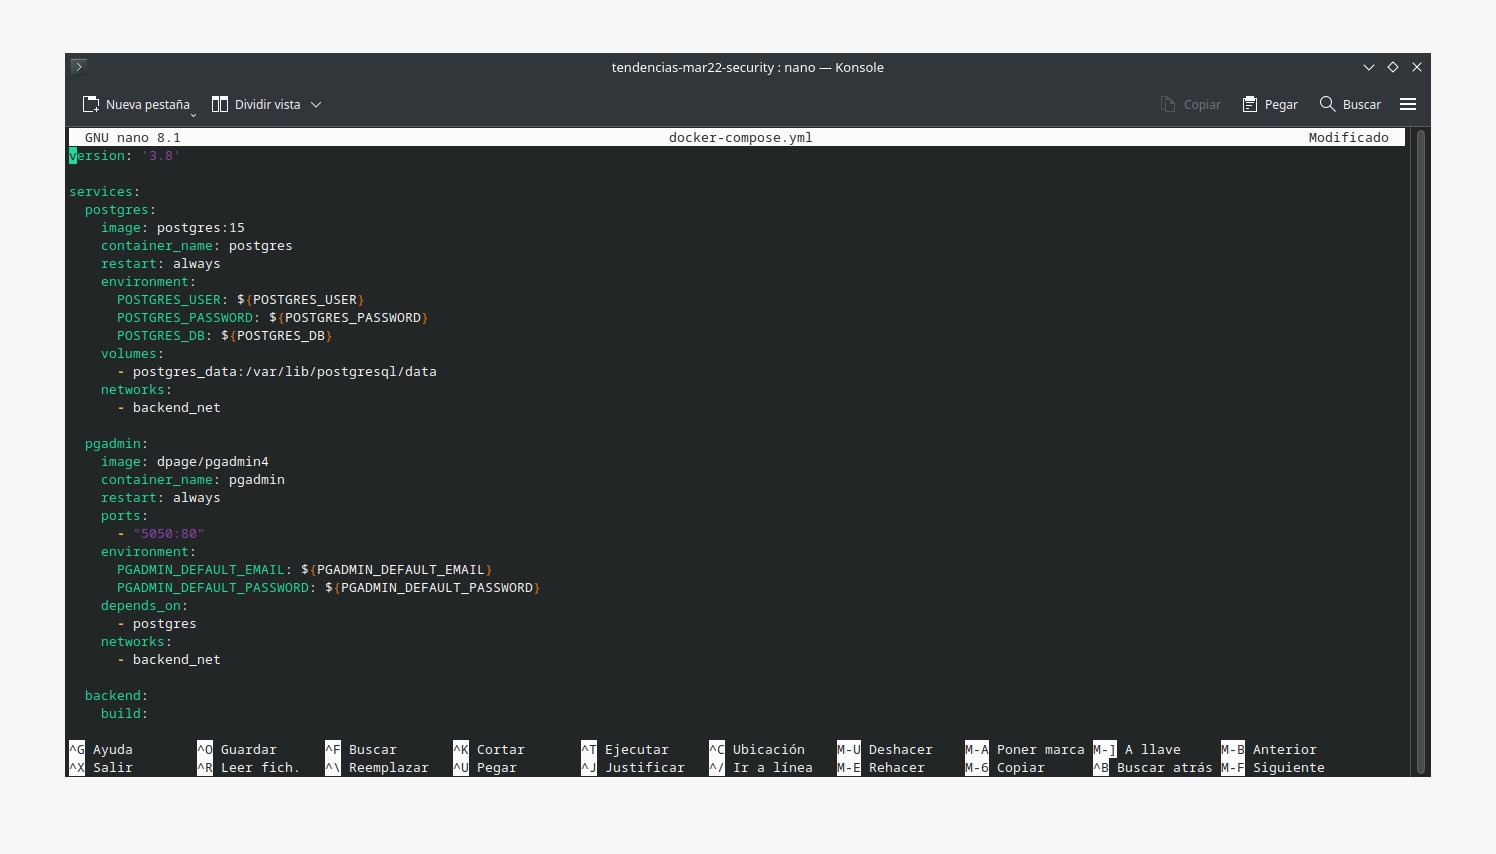 tendencias-mar22-security : nano — Konsole
Nueva pestaña Dividir vista Copiar Pegar Buscar
GNU nano 8.1 docker-compose.yml Modificado
version: '3.8'
services:
  postgres:
    image: postgres:15
    container_name: postgres
    restart: always
    environment:
      POSTGRES_USER: ${POSTGRES_USER}
      POSTGRES_PASSWORD: ${POSTGRES_PASSWORD}
      POSTGRES_DB: ${POSTGRES_DB}
    volumes:
      - postgres_data:/var/lib/postgresql/data
    networks:
      - backend_net
  pgadmin:
    image: dpage/pgadmin4
    container_name: pgadmin
    restart: always
    ports:
      - "5050:80"
    environment:
      PGADMIN_DEFAULT_EMAIL: ${PGADMIN_DEFAULT_EMAIL}
      PGADMIN_DEFAULT_PASSWORD: ${PGADMIN_DEFAULT_PASSWORD}
    depends_on:
      - postgres
    networks:
      - backend_net
  backend:
    build:
^G Ayuda ^O Guardar ^F Buscar ^K Cortar ^T Ejecutar ^C Ubicación M-U Deshacer M-A Poner marca M-] A llave M-B Anterior
^X Salir ^R Leer fich. ^\ Reemplazar ^U Pegar ^J Justificar ^/ Ir a línea M-E Rehacer M-6 Copiar ^B Buscar atrás M-F Siguiente